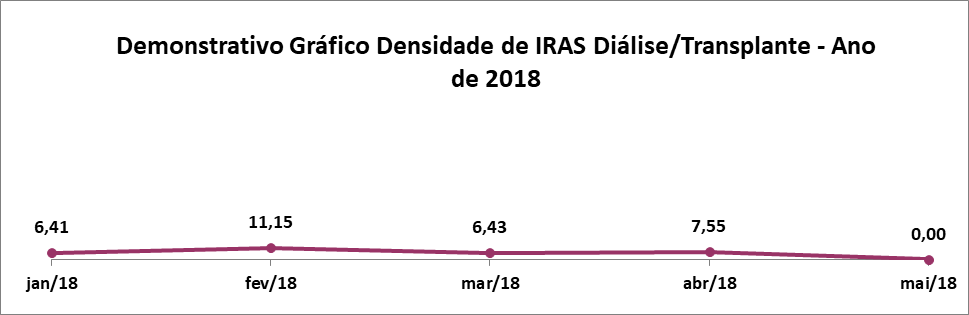 Demonstrativo Gráfico Densidade de IRAS Diálise/Transplante - Ano
de 2018
6,41
11,15
6,43
7,55
0,00
jan/18
fev/18
mar/18
abr/18
mai/18